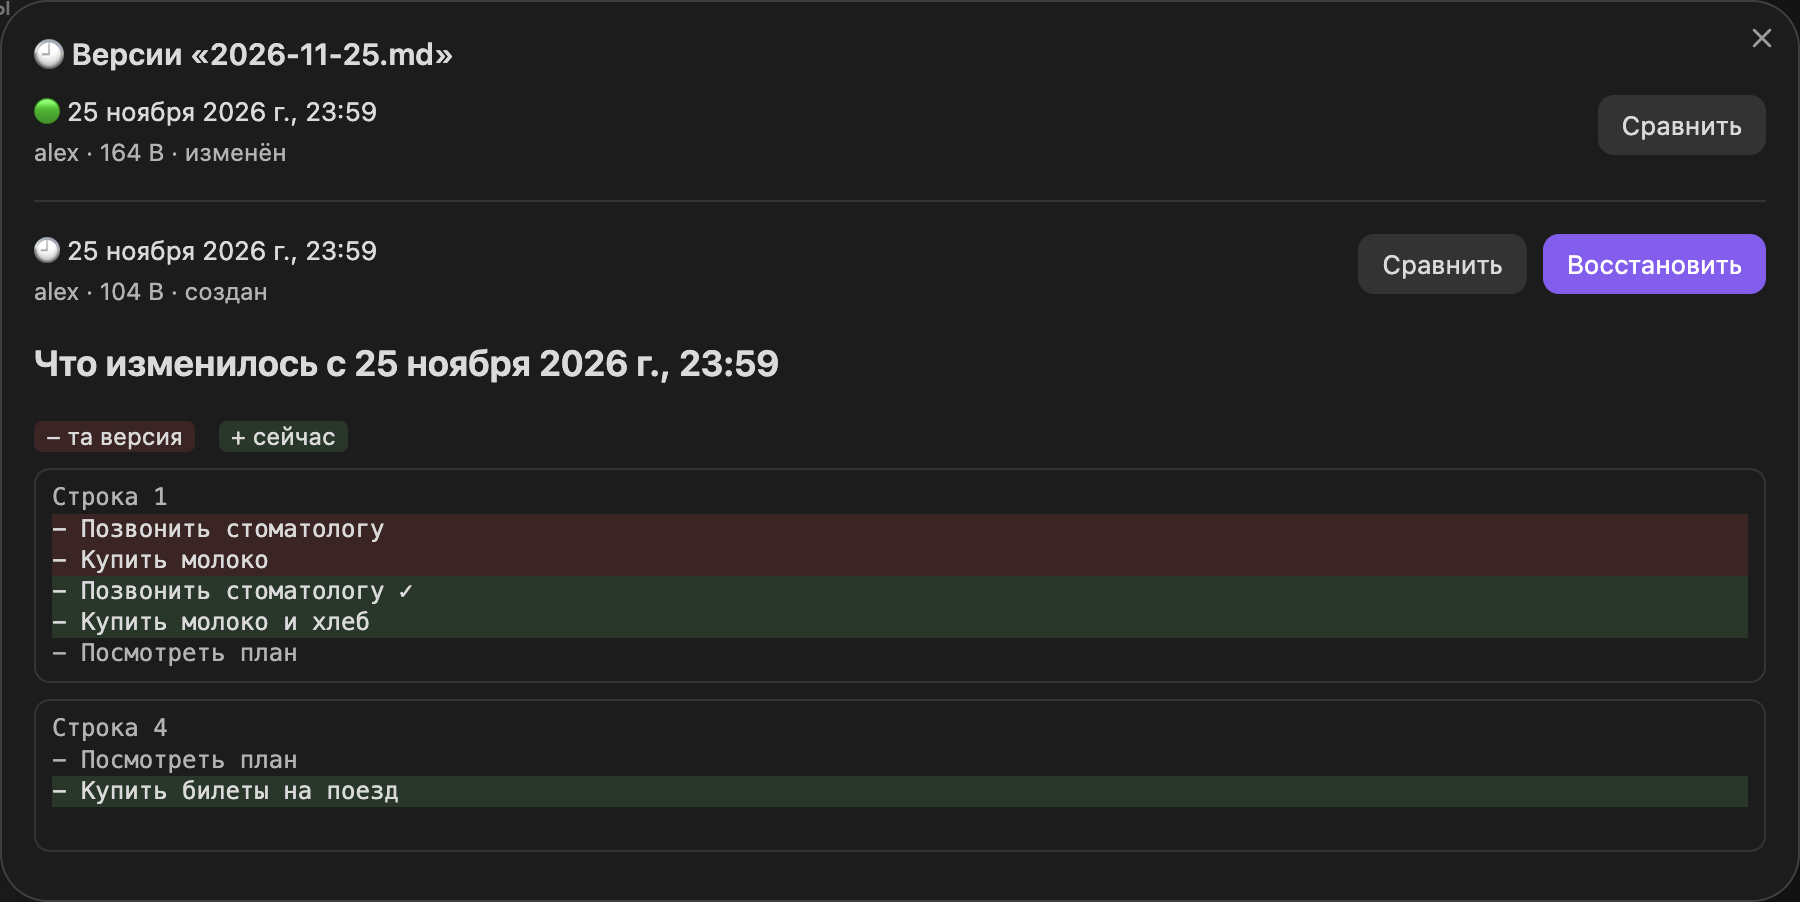 Версии «2026-11-25.md»
25 ноября 2026 г., 23:59
alex · 164 B · изменён
Сравнить
25 ноября 2026 г., 23:59
alex · 104 B · создан
Сравнить
Восстановить
Что изменилось с 25 ноября 2026 г., 23:59
– та версия
+ сейчас
Строка 1
– Позвонить стоматологу
– Купить молоко
– Позвонить стоматологу ✓
– Купить молоко и хлеб
– Посмотреть план
Строка 4
– Посмотреть план
– Купить билеты на поезд